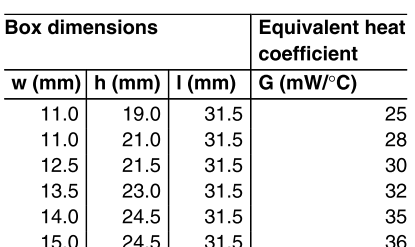 Box dimensions Equivalent heat
coefficient
w (mm) h (mm) l (mm) G (mW/°C)
11.0 19.0 31.5 25
11.0 21.0 31.5 28
12.5 21.5 31.5 30
13.5 23.0 31.5 32
14.0 24.5 31.5 35
15.0 24.5 31.5 36